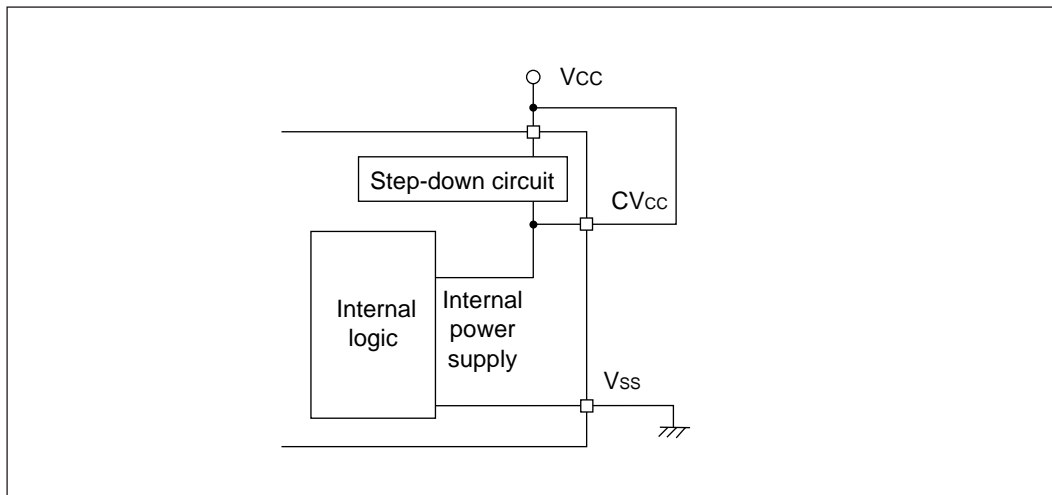 Vcc
Step-down circuit
CVcc
Internal
logic
Internal
power
supply
Vss